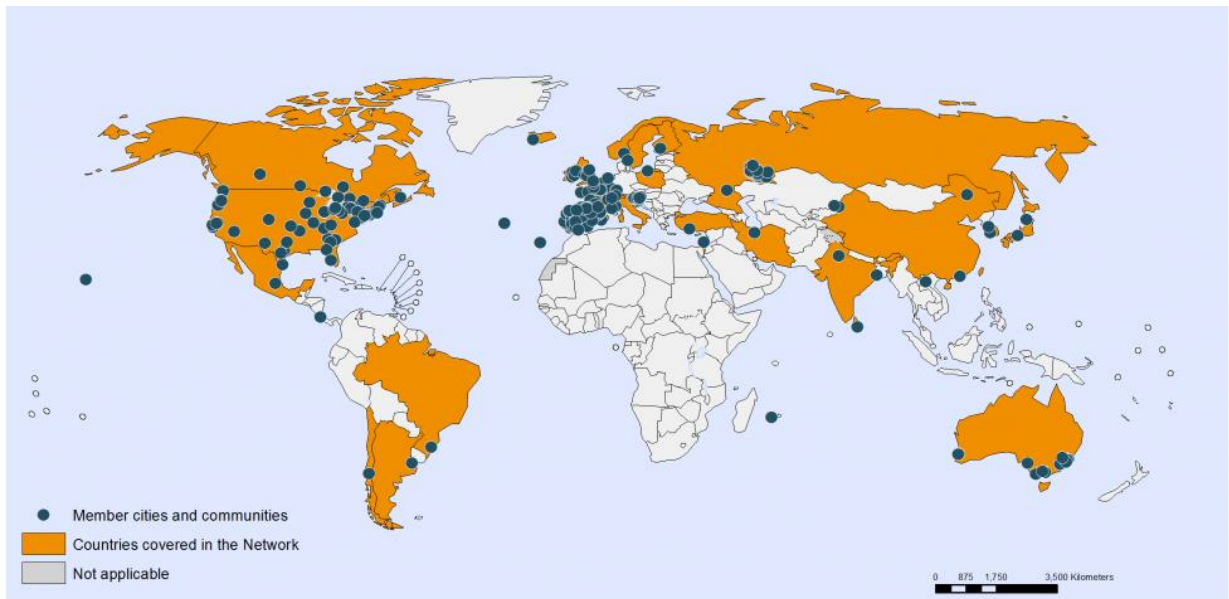 Member cities and communities
Countries covered in the Network
Not applicable
0 875 1,750 3,500 Kilometers